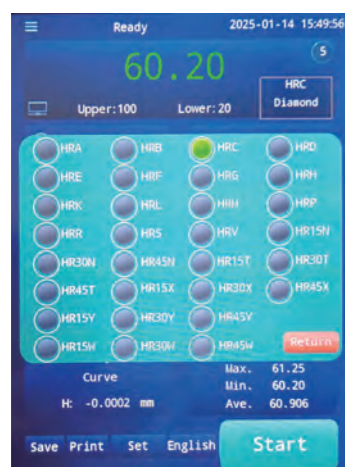 Ready 2025-01-14 15:49:56
60.20 5
HRC
Diamond
Upper:100 Lower:20
HRA HRB HRC HRD
HRE HRF HRG HRH
HRK HRL HRM HRP
HRR HRS HRV HR15N
HR30N HR45N HR15T HR30T
HR45T HR15X HR30X HR45X
HR15Y HR30Y HR45Y
HR15W HR30W HR45W Return
Curve
Max. 61.25
Min. 60.20
H: -0.0002 mm Ave. 60.906
Save Print Set English Start